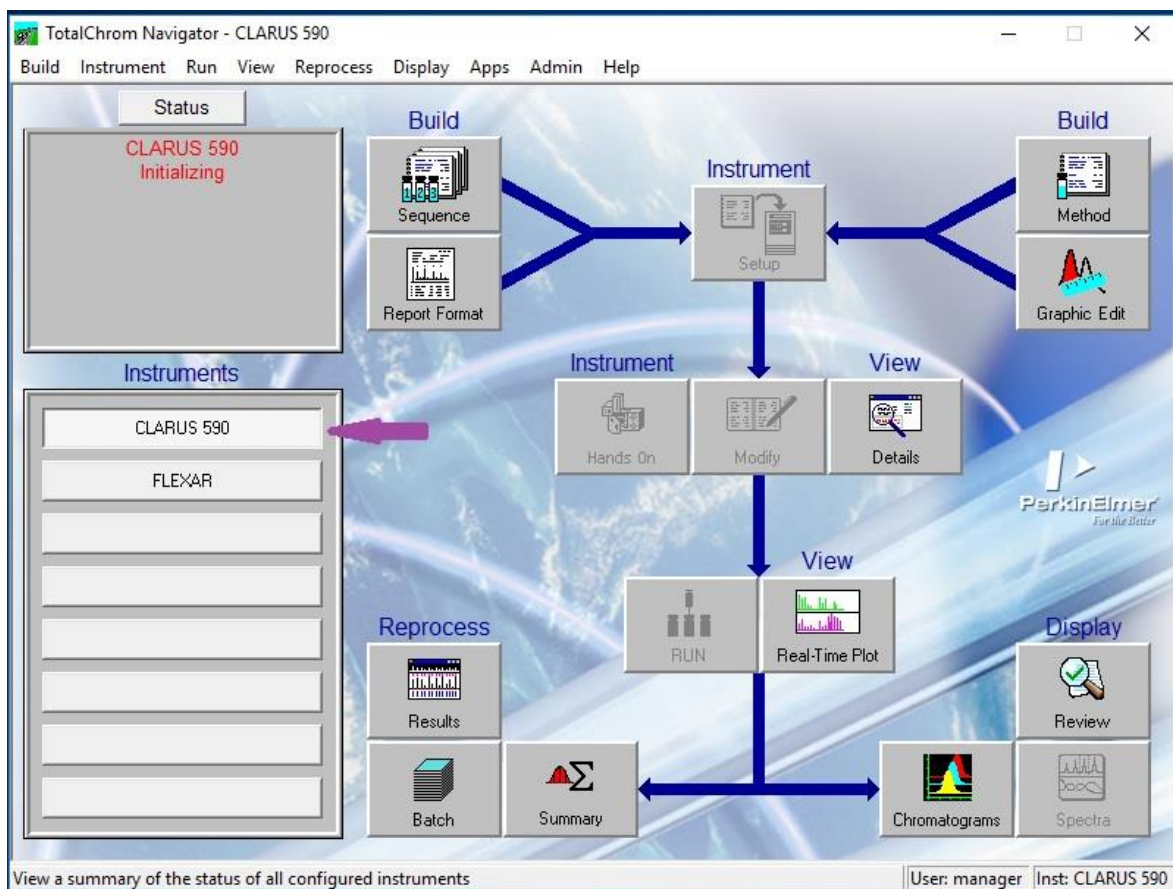 TotalChrom Navigator - CLARUS 590
Build Instrument Run View Reprocess Display Apps Admin Help
Status
CLARUS 590
Initializing
Instruments
CLARUS 590
FLEXAR
Build
Sequence
Report Format
Instrument
Setup
Build
Method
Graphic Edit
Instrument
Hands On
Modify
View
Details
PerkinElmer
For the Better
RUN
View
Real-Time Plot
Reprocess
Results
Batch
Summary
Display
Review
Chromatograms
Spectra
View a summary of the status of all configured instruments
User: manager
Inst: CLARUS 590